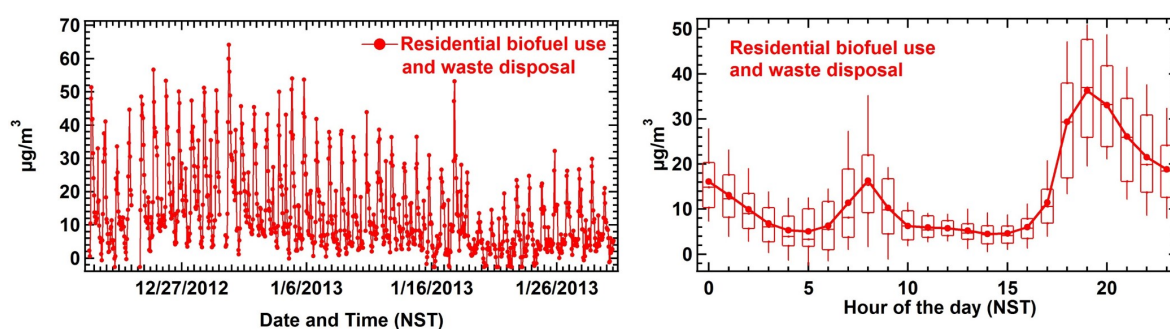 70
60
50
40
30
20
10
0
µg/m³
Residential biofuel use
and waste disposal
12/27/2012 1/6/2013 1/16/2013 1/26/2013
Date and Time (NST)
50
40
30
20
10
0
µg/m³
Residential biofuel use
and waste disposal
0 5 10 15 20
Hour of the day (NST)